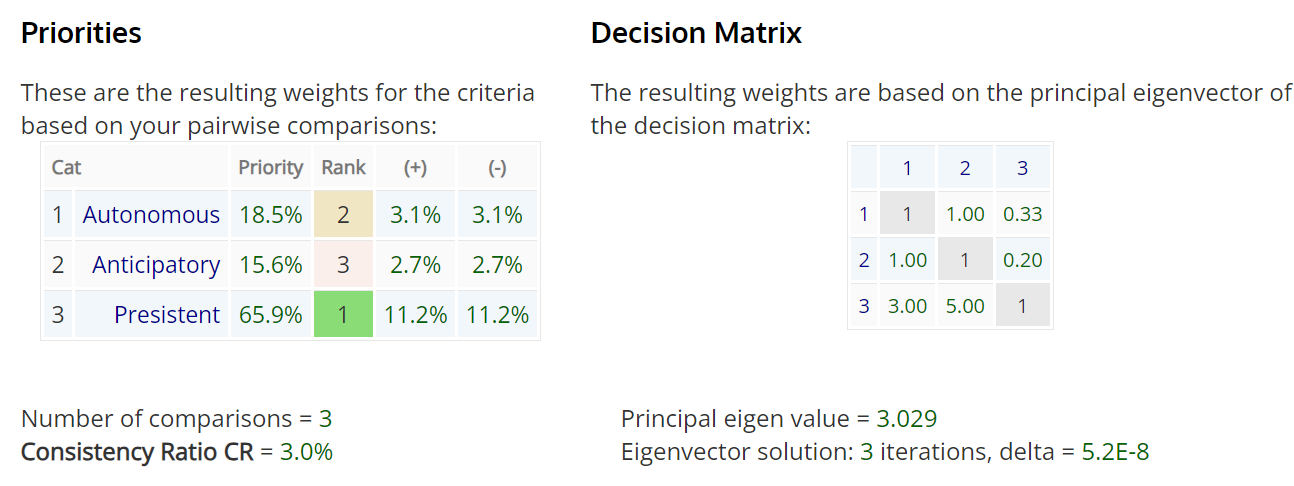 Priorities
These are the resulting weights for the criteria
based on your pairwise comparisons:
Cat Priority Rank (+) (-)
1 Autonomous 18.5% 2 3.1% 3.1%
2 Anticipatory 15.6% 3 2.7% 2.7%
3 Presistent 65.9% 1 11.2% 11.2%
Number of comparisons = 3
Consistency Ratio CR = 3.0%
Decision Matrix
The resulting weights are based on the principal eigenvector of
the decision matrix:
1 2 3
1 1 1.00 0.33
2 1.00 1 0.20
3 3.00 5.00 1
Principal eigen value = 3.029
Eigenvector solution: 3 iterations, delta = 5.2E-8